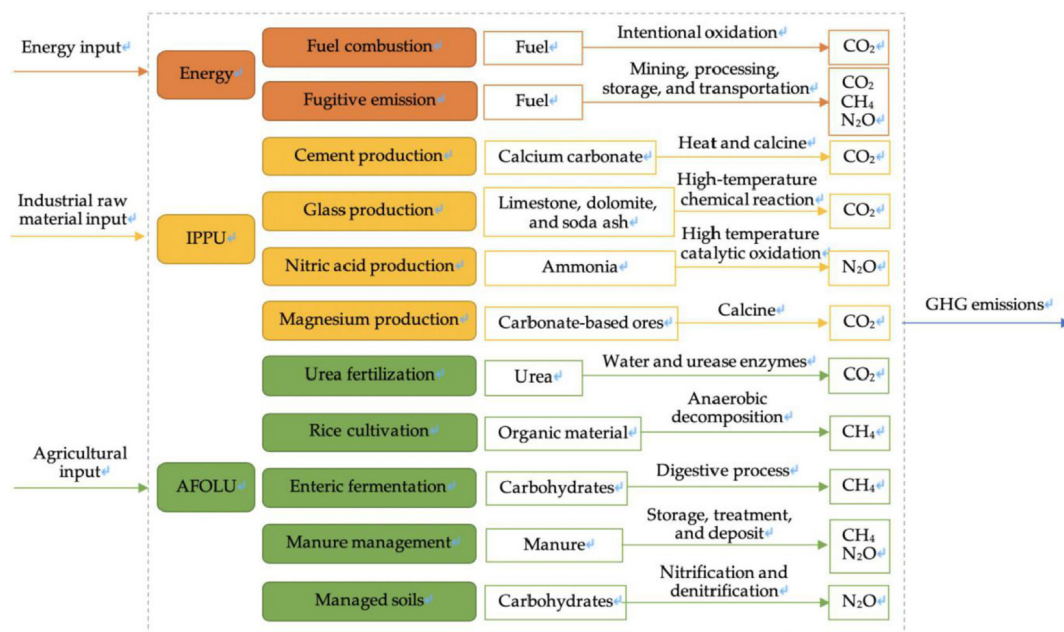 Energy input
Energy
Fuel combustion
Fuel
Intentional oxidation
CO₂
Fugitive emission
Fuel
Mining, processing,
storage, and transportation
CO₂
CH₄
N₂O
Industrial raw
material input
IPPU
Cement production
Calcium carbonate
Heat and calcine
CO₂
Glass production
Limestone, dolomite,
and soda ash
High-temperature
chemical reaction
CO₂
Nitric acid production
Ammonia
High temperature
catalytic oxidation
N₂O
Magnesium production
Carbonate-based ores
Calcine
CO₂
GHG emissions
Agricultural
input
AFOLU
Urea fertilization
Urea
Water and urease enzymes
CO₂
Rice cultivation
Organic material
Anaerobic
decomposition
CH₄
Enteric fermentation
Carbohydrates
Digestive process
CH₄
Manure management
Manure
Storage, treatment,
and deposit
CH₄
N₂O
Managed soils
Carbohydrates
Nitrification and
denitrification
N₂O